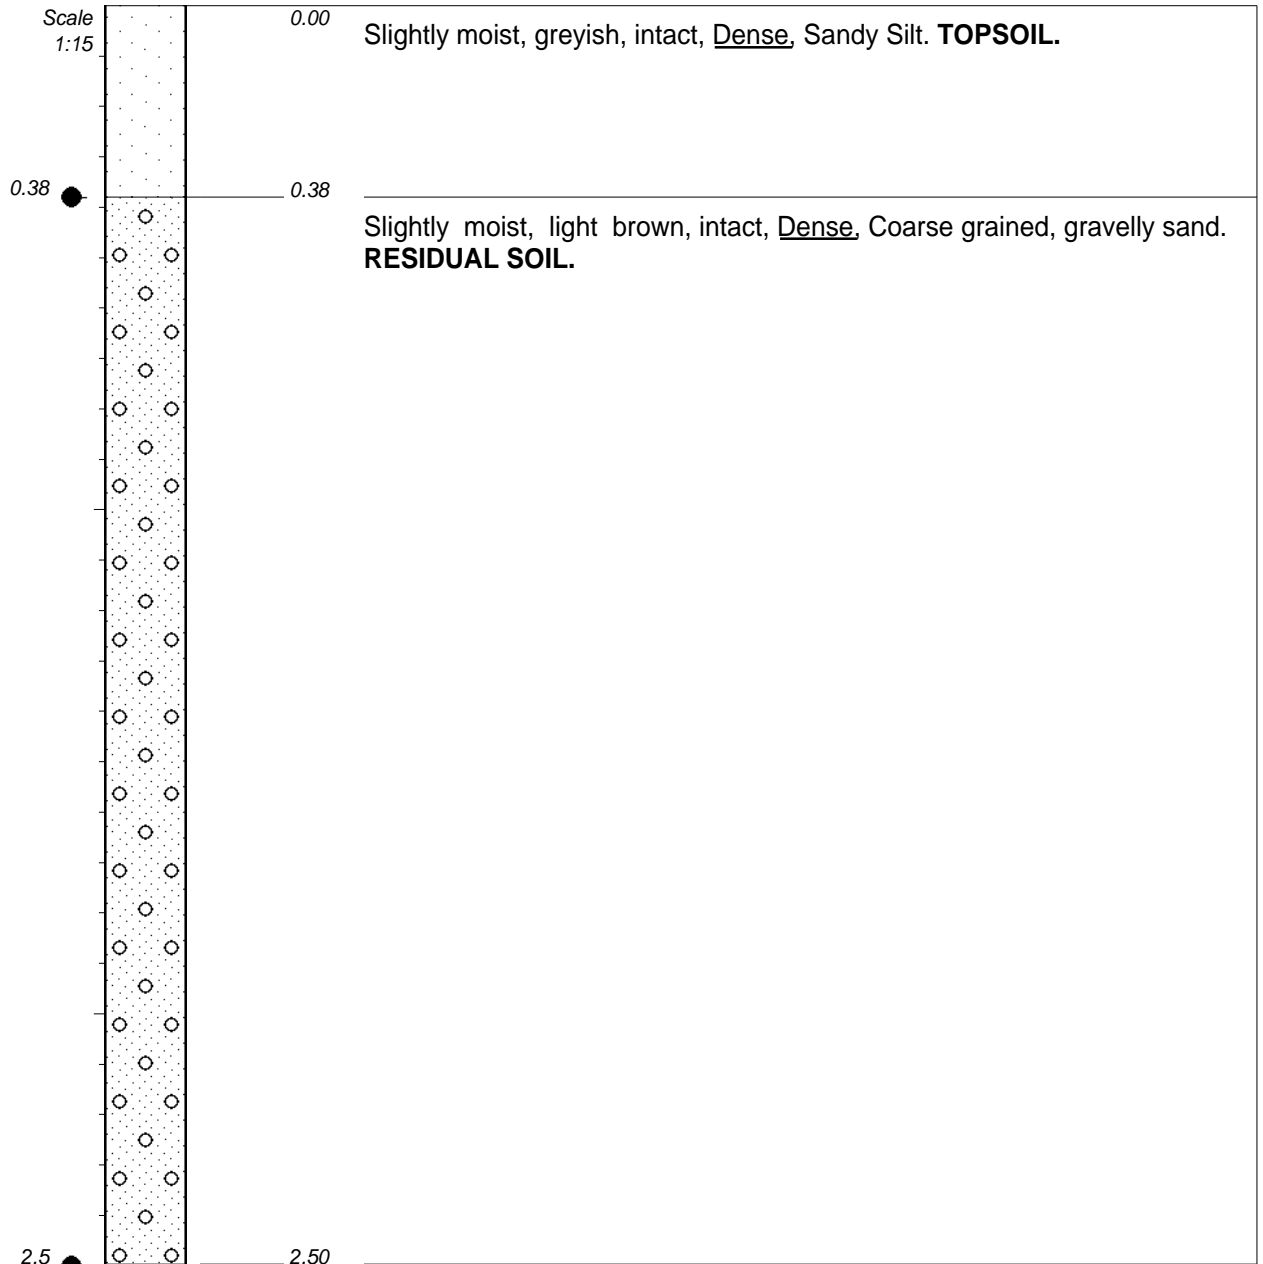 Scale
1:15
0.00
Slightly moist, greyish, intact, Dense, Sandy Silt. TOPSOIL.
0.38
0.38
Slightly moist, light brown, intact, Dense, Coarse grained, gravelly sand.
RESIDUAL SOIL.
2.5
2.50